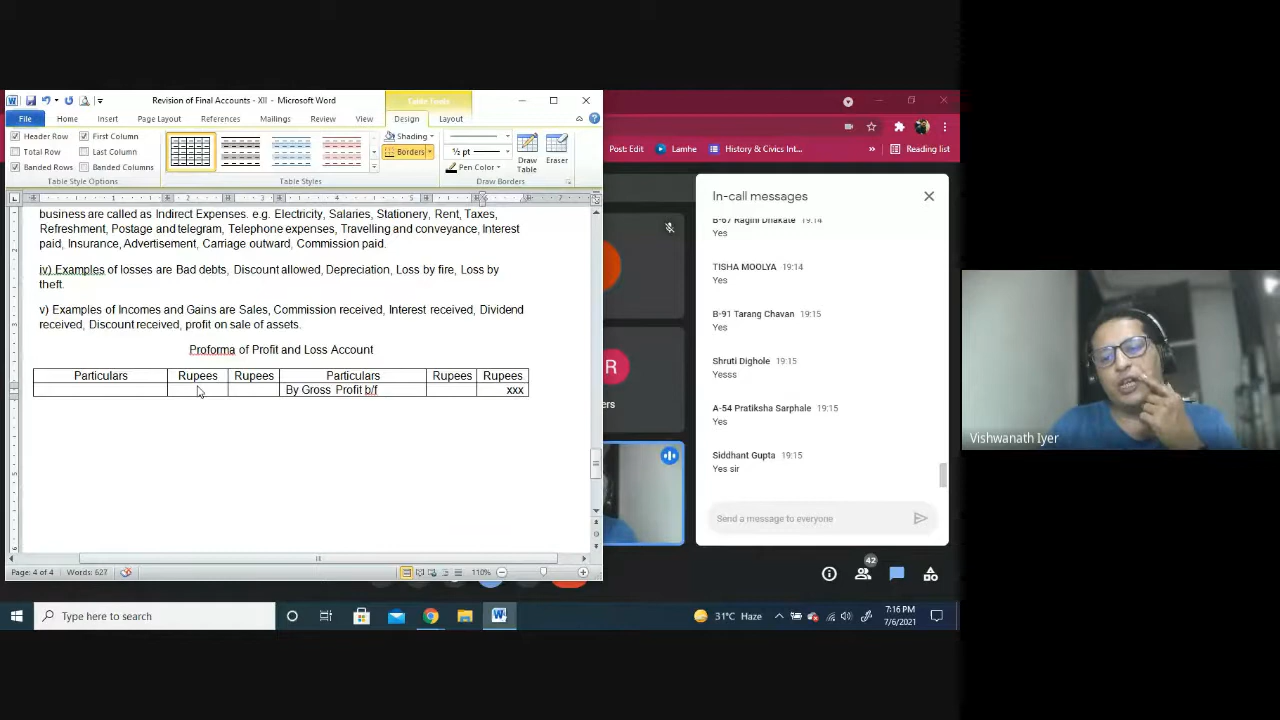 Revision of Final Accounts - XII - Microsoft Word
Table Tools
File Home Insert Page Layout References Mailings Review View Design Layout
Header Row First Column
Total Row Last Column
Banded Rows Banded Columns
Table Style Options
Table Styles
Shading
Borders
½ pt
Pen Color
Draw Table
Eraser
Draw Borders
business are called as Indirect Expenses. e.g. Electricity, Salaries, Stationery, Rent, Taxes,
Refreshment, Postage and telegram, Telephone expenses, Travelling and conveyance, Interest
paid, Insurance, Advertisement, Carriage outward, Commission paid.
iv) Examples of losses are Bad debts, Discount allowed, Depreciation, Loss by fire, Loss by
theft.
v) Examples of Incomes and Gains are Sales, Commission received, Interest received, Dividend
received, Discount received, profit on sale of assets.
Proforma of Profit and Loss Account
Particulars Rupees Rupees Particulars Rupees Rupees
By Gross Profit b/f xxx
Page: 4 of 4 Words: 627 110%
Post: Edit Lamhe History & Civics Int... » Reading list
R
ers
In-call messages
B-67 Ragini Dhakate 19:14
Yes
TISHA MOOLYA 19:14
Yes
B-91 Tarang Chavan 19:15
Yes
Shruti Dighole 19:15
Yesss
A-54 Pratiksha Sarphale 19:15
Yes
Siddhant Gupta 19:15
Yes sir
Send a message to everyone
42
Type here to search
31°C Haze
7:16 PM
7/6/2021
Vishwanath Iyer